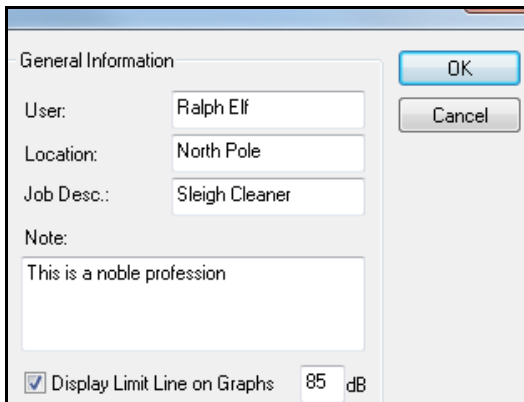 General Information
OK
User: Ralph Elf
Cancel
Location: North Pole
Job Desc.: Sleigh Cleaner
Note:
This is a noble profession
Display Limit Line on Graphs 85 dB